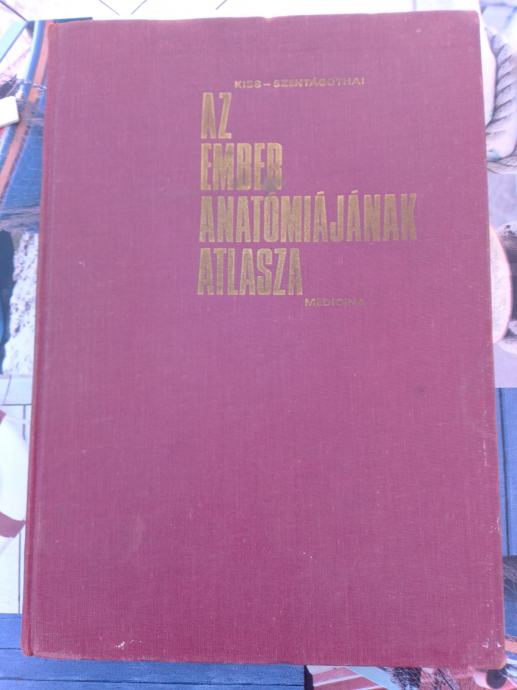 KISS – SZENTÁGOTHAI
AZ
EMBER
ANATÓMIÁJÁNAK
ATLASZA
MEDICINA